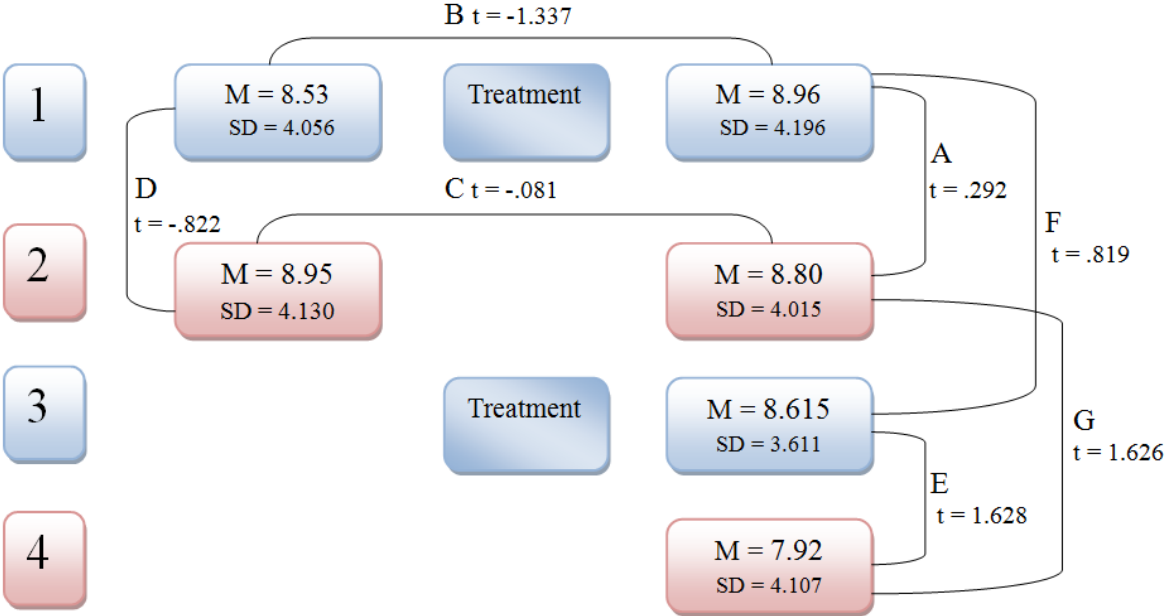 B t = -1.337
1
M = 8.53
SD = 4.056
Treatment
M = 8.96
SD = 4.196
A
t = .292
D
t = -.822
C t = -.081
F
t = .819
2
M = 8.95
SD = 4.130
M = 8.80
SD = 4.015
3
Treatment
M = 8.615
SD = 3.611
G
t = 1.626
E
t = 1.628
4
M = 7.92
SD = 4.107